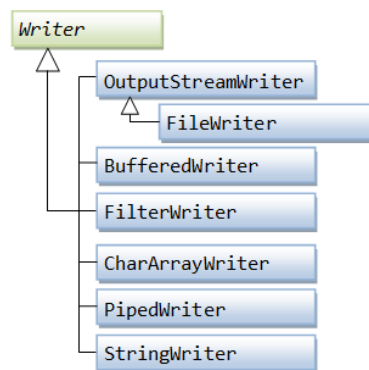 Writer
OutputStreamWriter
FileWriter
BufferedWriter
FilterWriter
CharArrayWriter
PipedWriter
StringWriter